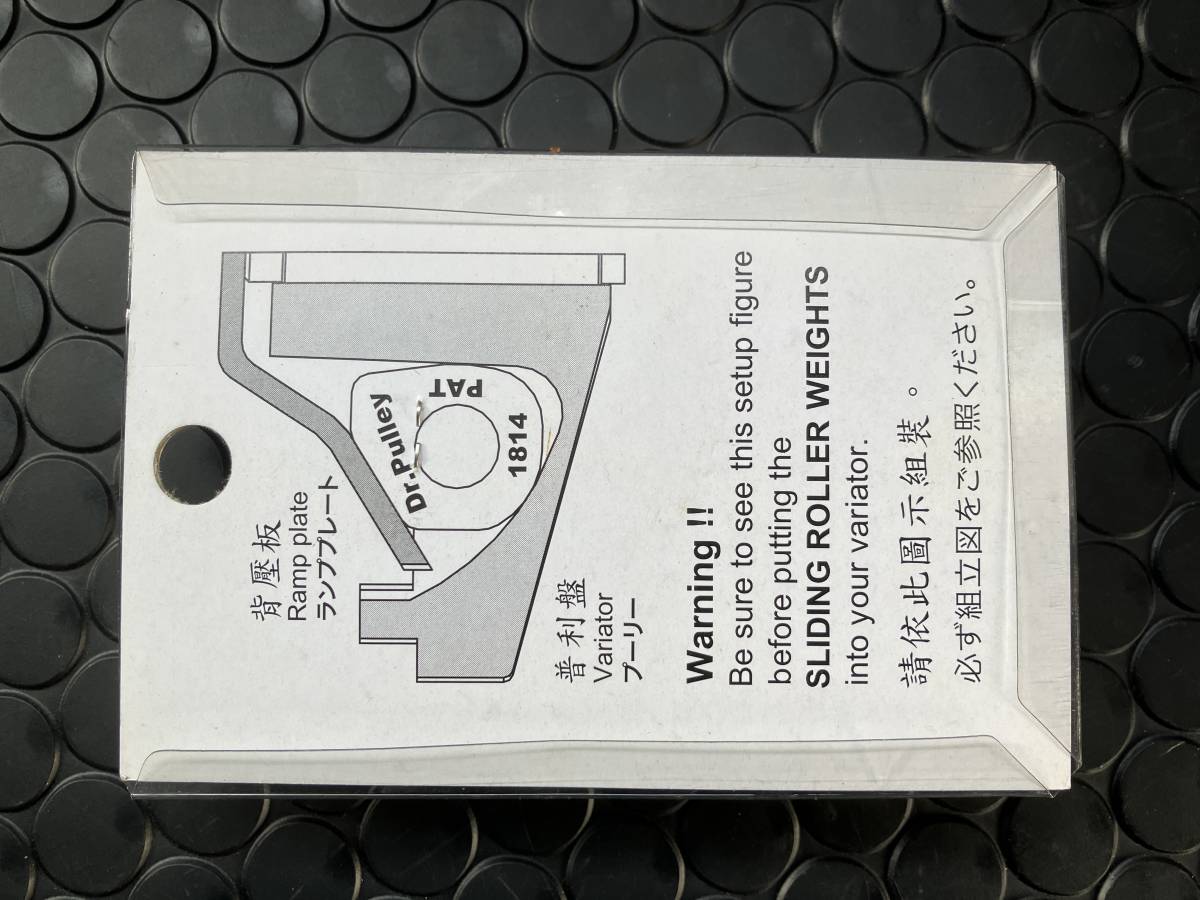 背壓板
Ramp plate
ランププレート
Dr.Pulley
PAT
1814
普利盤
Variator
プーリー
Warning !!
Be sure to see this setup figure
before putting the
SLIDING ROLLER WEIGHTS
into your variator.
請依此圖示組裝。
必ず組立図をご参照ください。